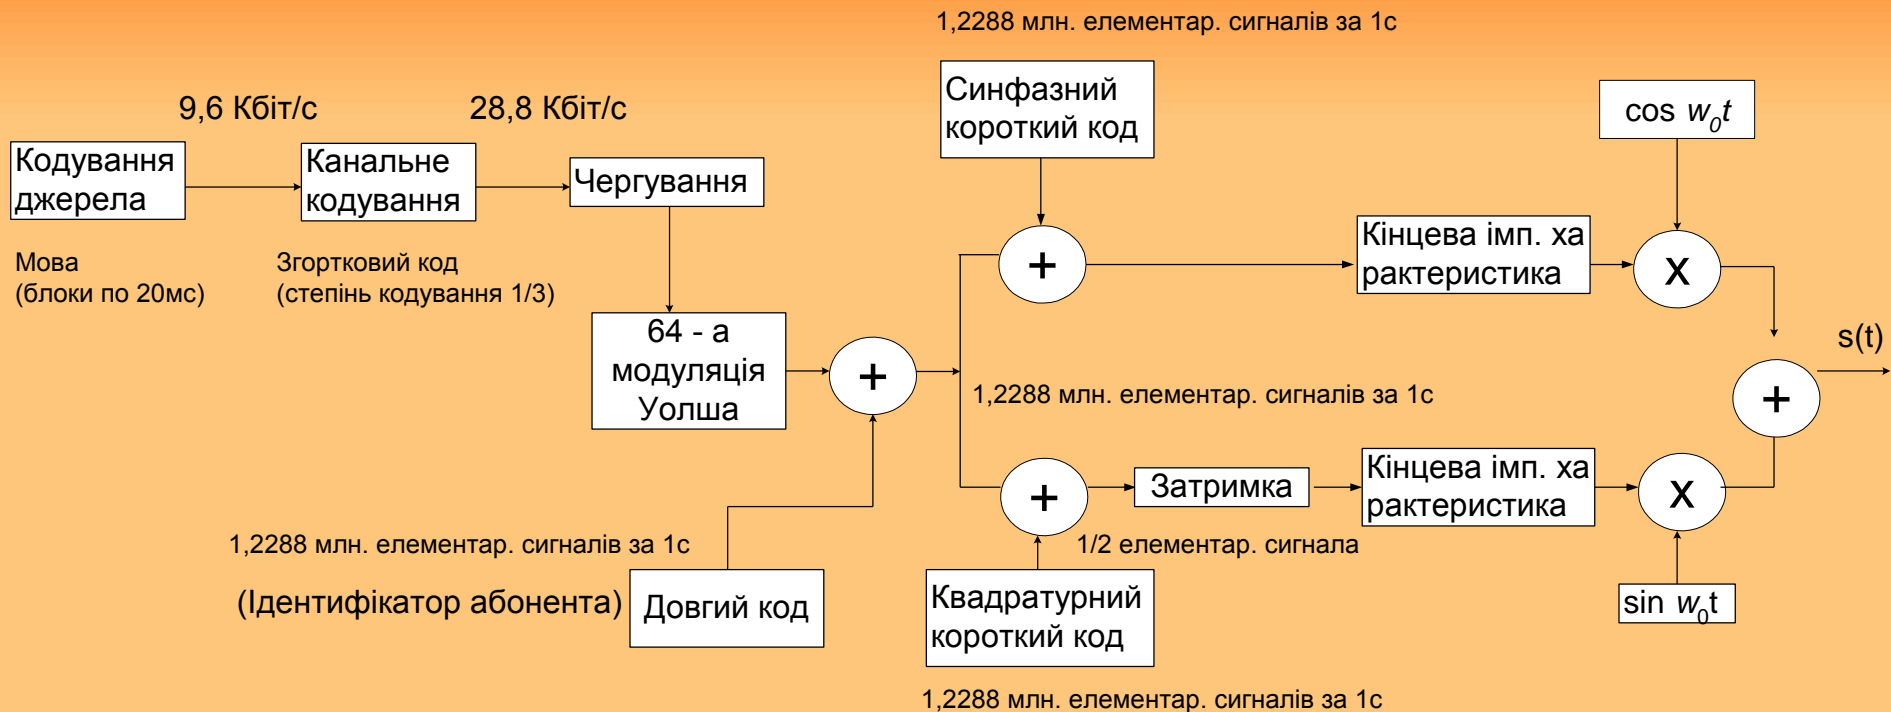 1,2288 млн. елементар. сигналів за 1с
Синфазний
короткий код
cos w0t
9,6 Кбіт/с
28,8 Кбіт/с
Кодування
джерела
Канальне
кодування
Чергування
Мова
(блоки по 20мс)
Згортковий код
(степінь кодування 1/3)
+
Кінцева імп. ха
рактеристика
X
64 - а
модуляція
Уолша
+
1,2288 млн. елементар. сигналів за 1с
s(t)
+
+
Затримка
Кінцева імп. ха
рактеристика
X
1/2 елементар. сигнала
1,2288 млн. елементар. сигналів за 1с
(Ідентифікатор абонента)
Довгий код
Квадратурний
короткий код
sin w0t
1,2288 млн. елементар. сигналів за 1с